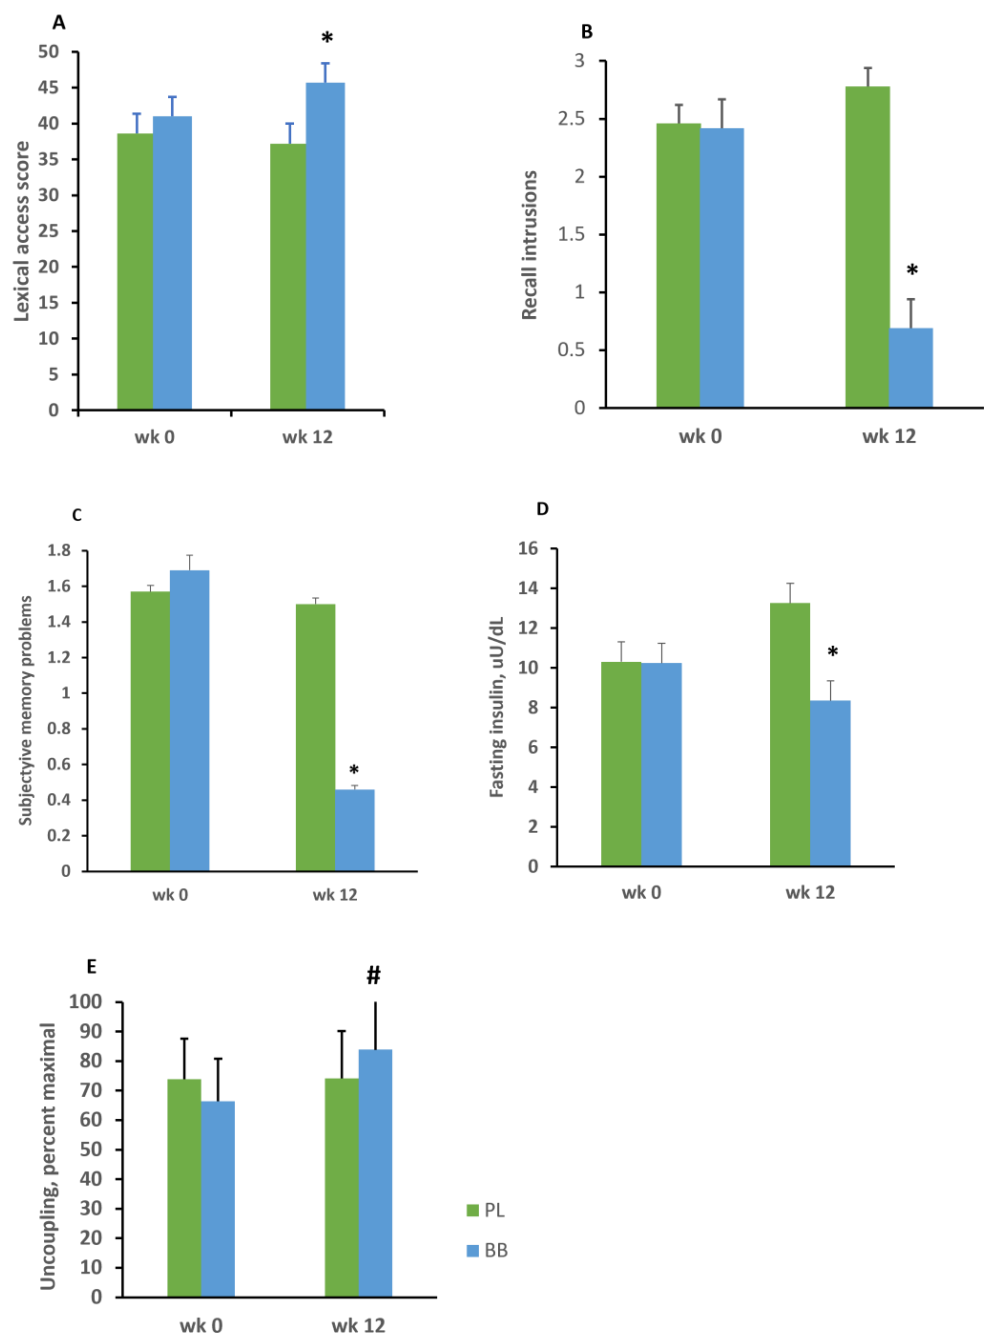 A
*
50
45
40
35
30
25
20
15
10
5
0
Lexical access score
wk 0
wk 12
B
3
2.5
2
1.5
1
0.5
0
*
Recall intrusions
wk 0
wk 12
C
1.8
1.6
1.4
1.2
1
0.8
0.6
0.4
0.2
0
*
Subjectyive memory problems
wk 0
wk 12
D
16
14
12
10
8
6
4
2
0
*
Fasting insulin, uU/dL
wk 0
wk 12
E
#
100
90
80
70
60
50
40
30
20
10
0
Uncoupling, percent maximal
wk 0
wk 12
PL
BB